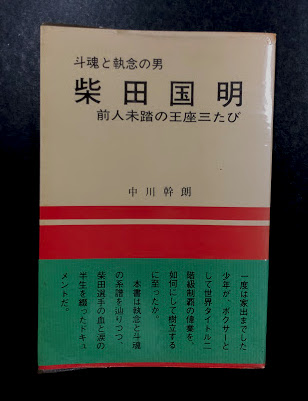 斗魂と執念の男
柴田国明
前人未踏の王座三たび
中川幹朗
一度は家出までした
少年が、ボクサーと
して世界タイトル二
階級制覇の偉業を、
如何にして樹立する
に至ったか。
本書は執念と斗魂
の系譜を辿りつつ、
柴田選手の血と涙の
半生を綴ったドキュ
メントだ。